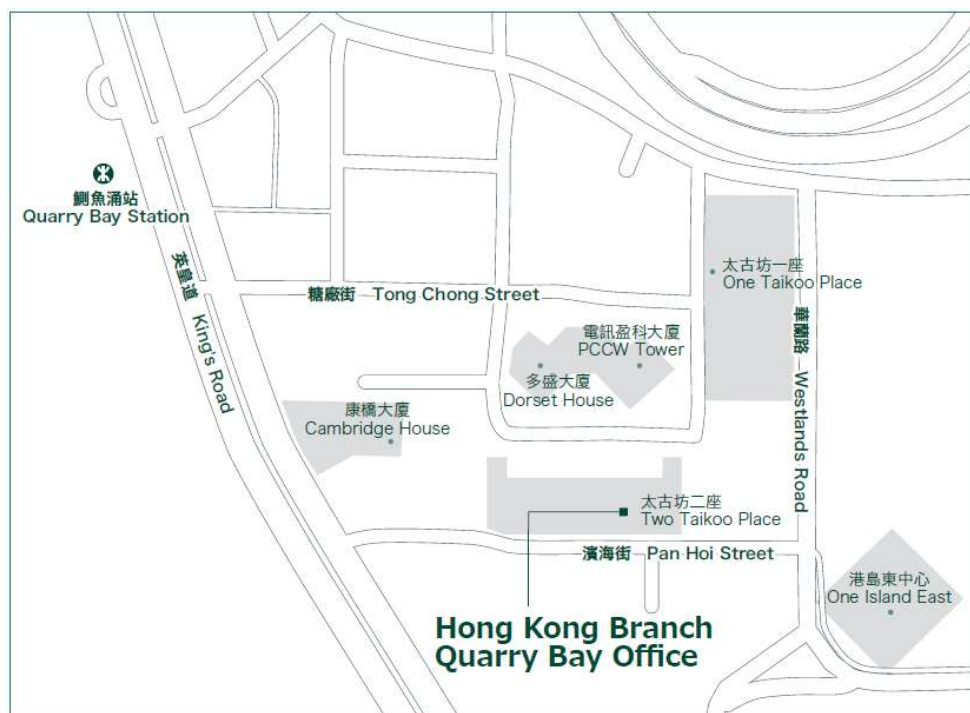 鰂魚涌站
Quarry Bay Station
英皇道 King's Road
糖廠街 Tong Chong Street
太古坊一座
One Taikoo Place
電訊盈科大廈
PCCW Tower
多盛大廈
Dorset House
華蘭路 Westlands Road
康橋大廈
Cambridge House
太古坊二座
Two Taikoo Place
濱海街 Pan Hoi Street
港島東中心
One Island East
Hong Kong Branch
Quarry Bay Office